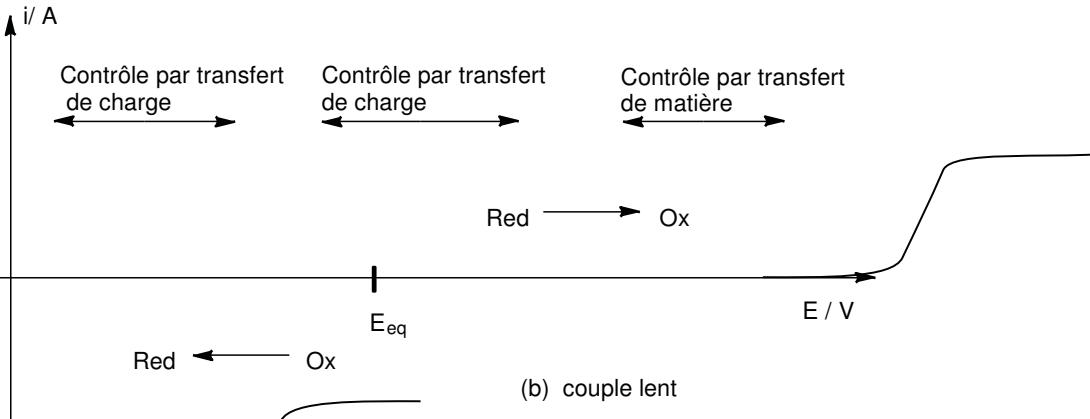 i/ A
Contrôle par transfert
de charge
Contrôle par transfert
de charge
Contrôle par transfert
de matière
Red
Ox
E / V
Eeq
Red
Ox
(b) couple lent